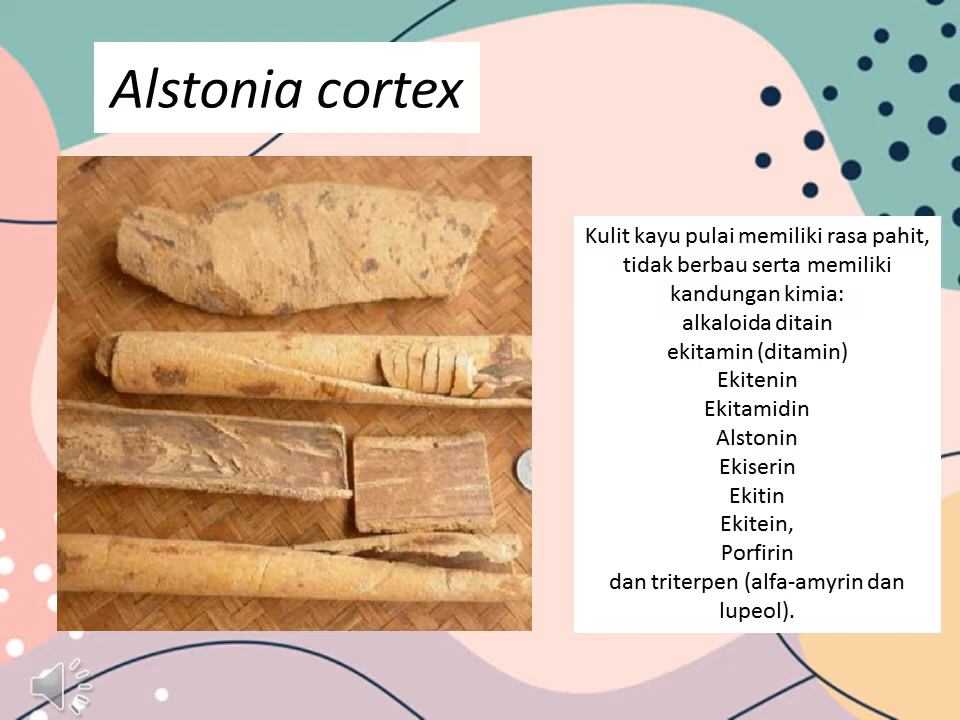 Alstonia cortex
Kulit kayu pulai memiliki rasa pahit,
tidak berbau serta memiliki
kandungan kimia:
alkaloida ditain
ekitamin (ditamin)
Ekitenin
Ekitamidin
Alstonin
Ekiserin
Ekitin
Ekitein,
Porfirin
dan triterpen (alfa-amyrin dan
lupeol).